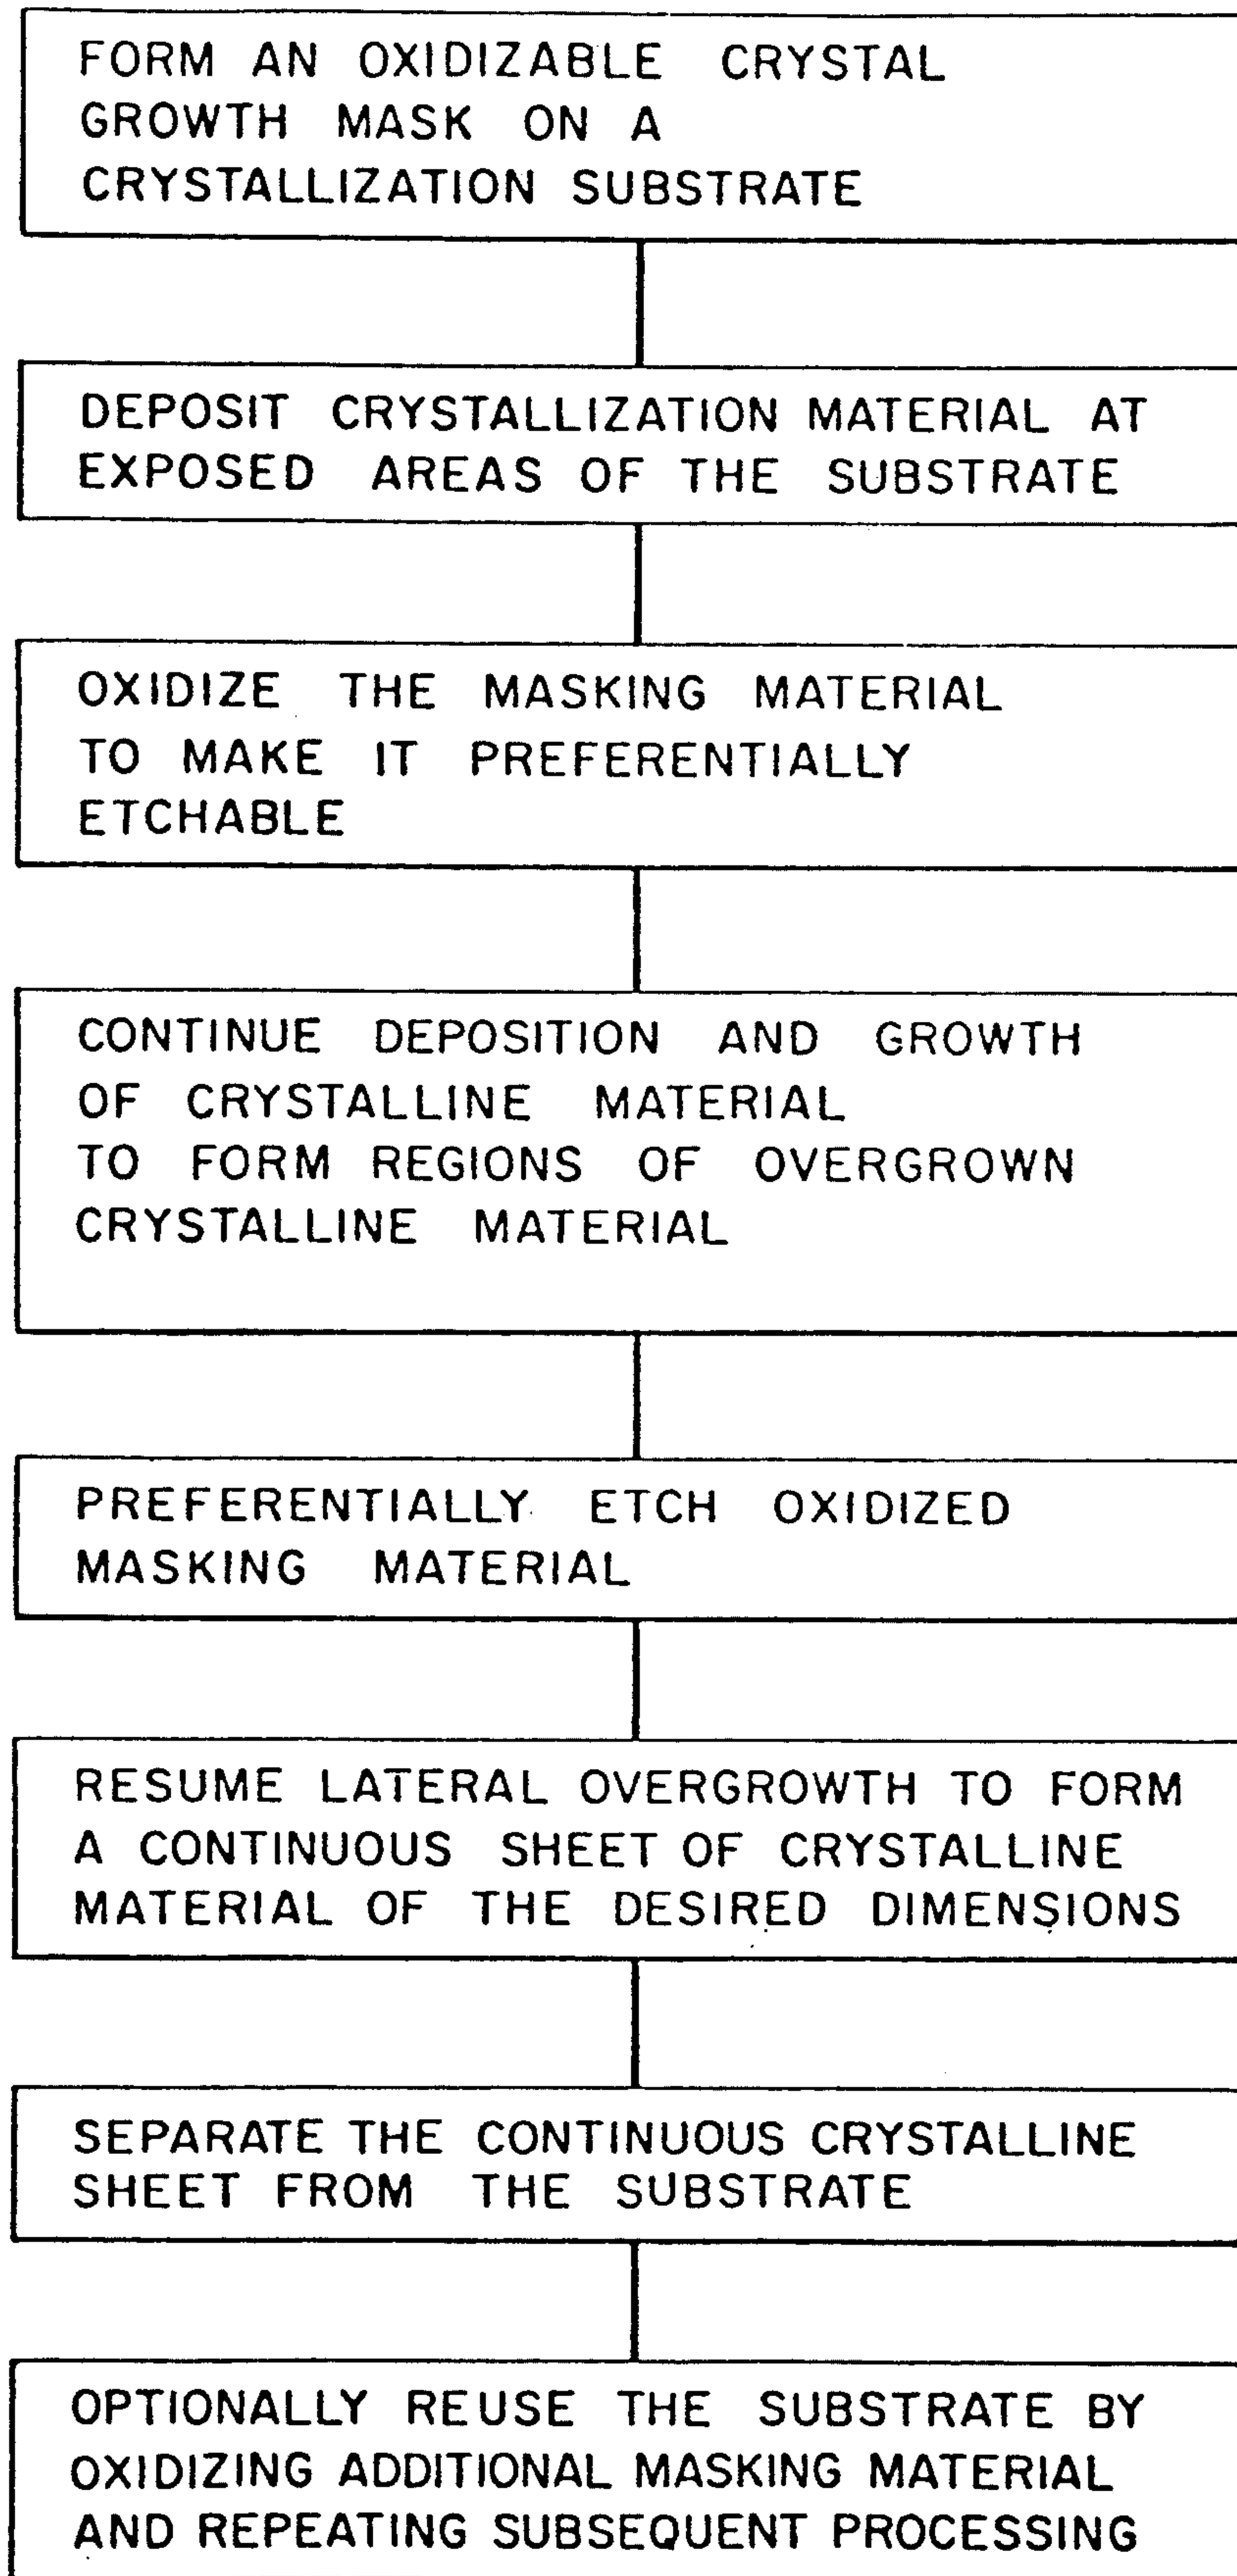 FORM AN OXIDIZABLE CRYSTAL
GROWTH MASK ON A
CRYSTALLIZATION SUBSTRATE
DEPOSIT CRYSTALLIZATION MATERIAL AT
EXPOSED AREAS OF THE SUBSTRATE
OXIDIZE THE MASKING MATERIAL
TO MAKE IT PREFERENTIALLY
ETCHABLE
CONTINUE DEPOSITION AND GROWTH
OF CRYSTALLINE MATERIAL
TO FORM REGIONS OF OVERGROWN
CRYSTALLINE MATERIAL
PREFERENTIALLY ETCH OXIDIZED
MASKING MATERIAL
RESUME LATERAL OVERGROWTH TO FORM
A CONTINUOUS SHEET OF CRYSTALLINE
MATERIAL OF THE DESIRED DIMENSIONS
SEPARATE THE CONTINUOUS CRYSTALLINE
SHEET FROM THE SUBSTRATE
OPTIONALLY REUSE THE SUBSTRATE BY
OXIDIZING ADDITIONAL MASKING MATERIAL
AND REPEATING SUBSEQUENT PROCESSING